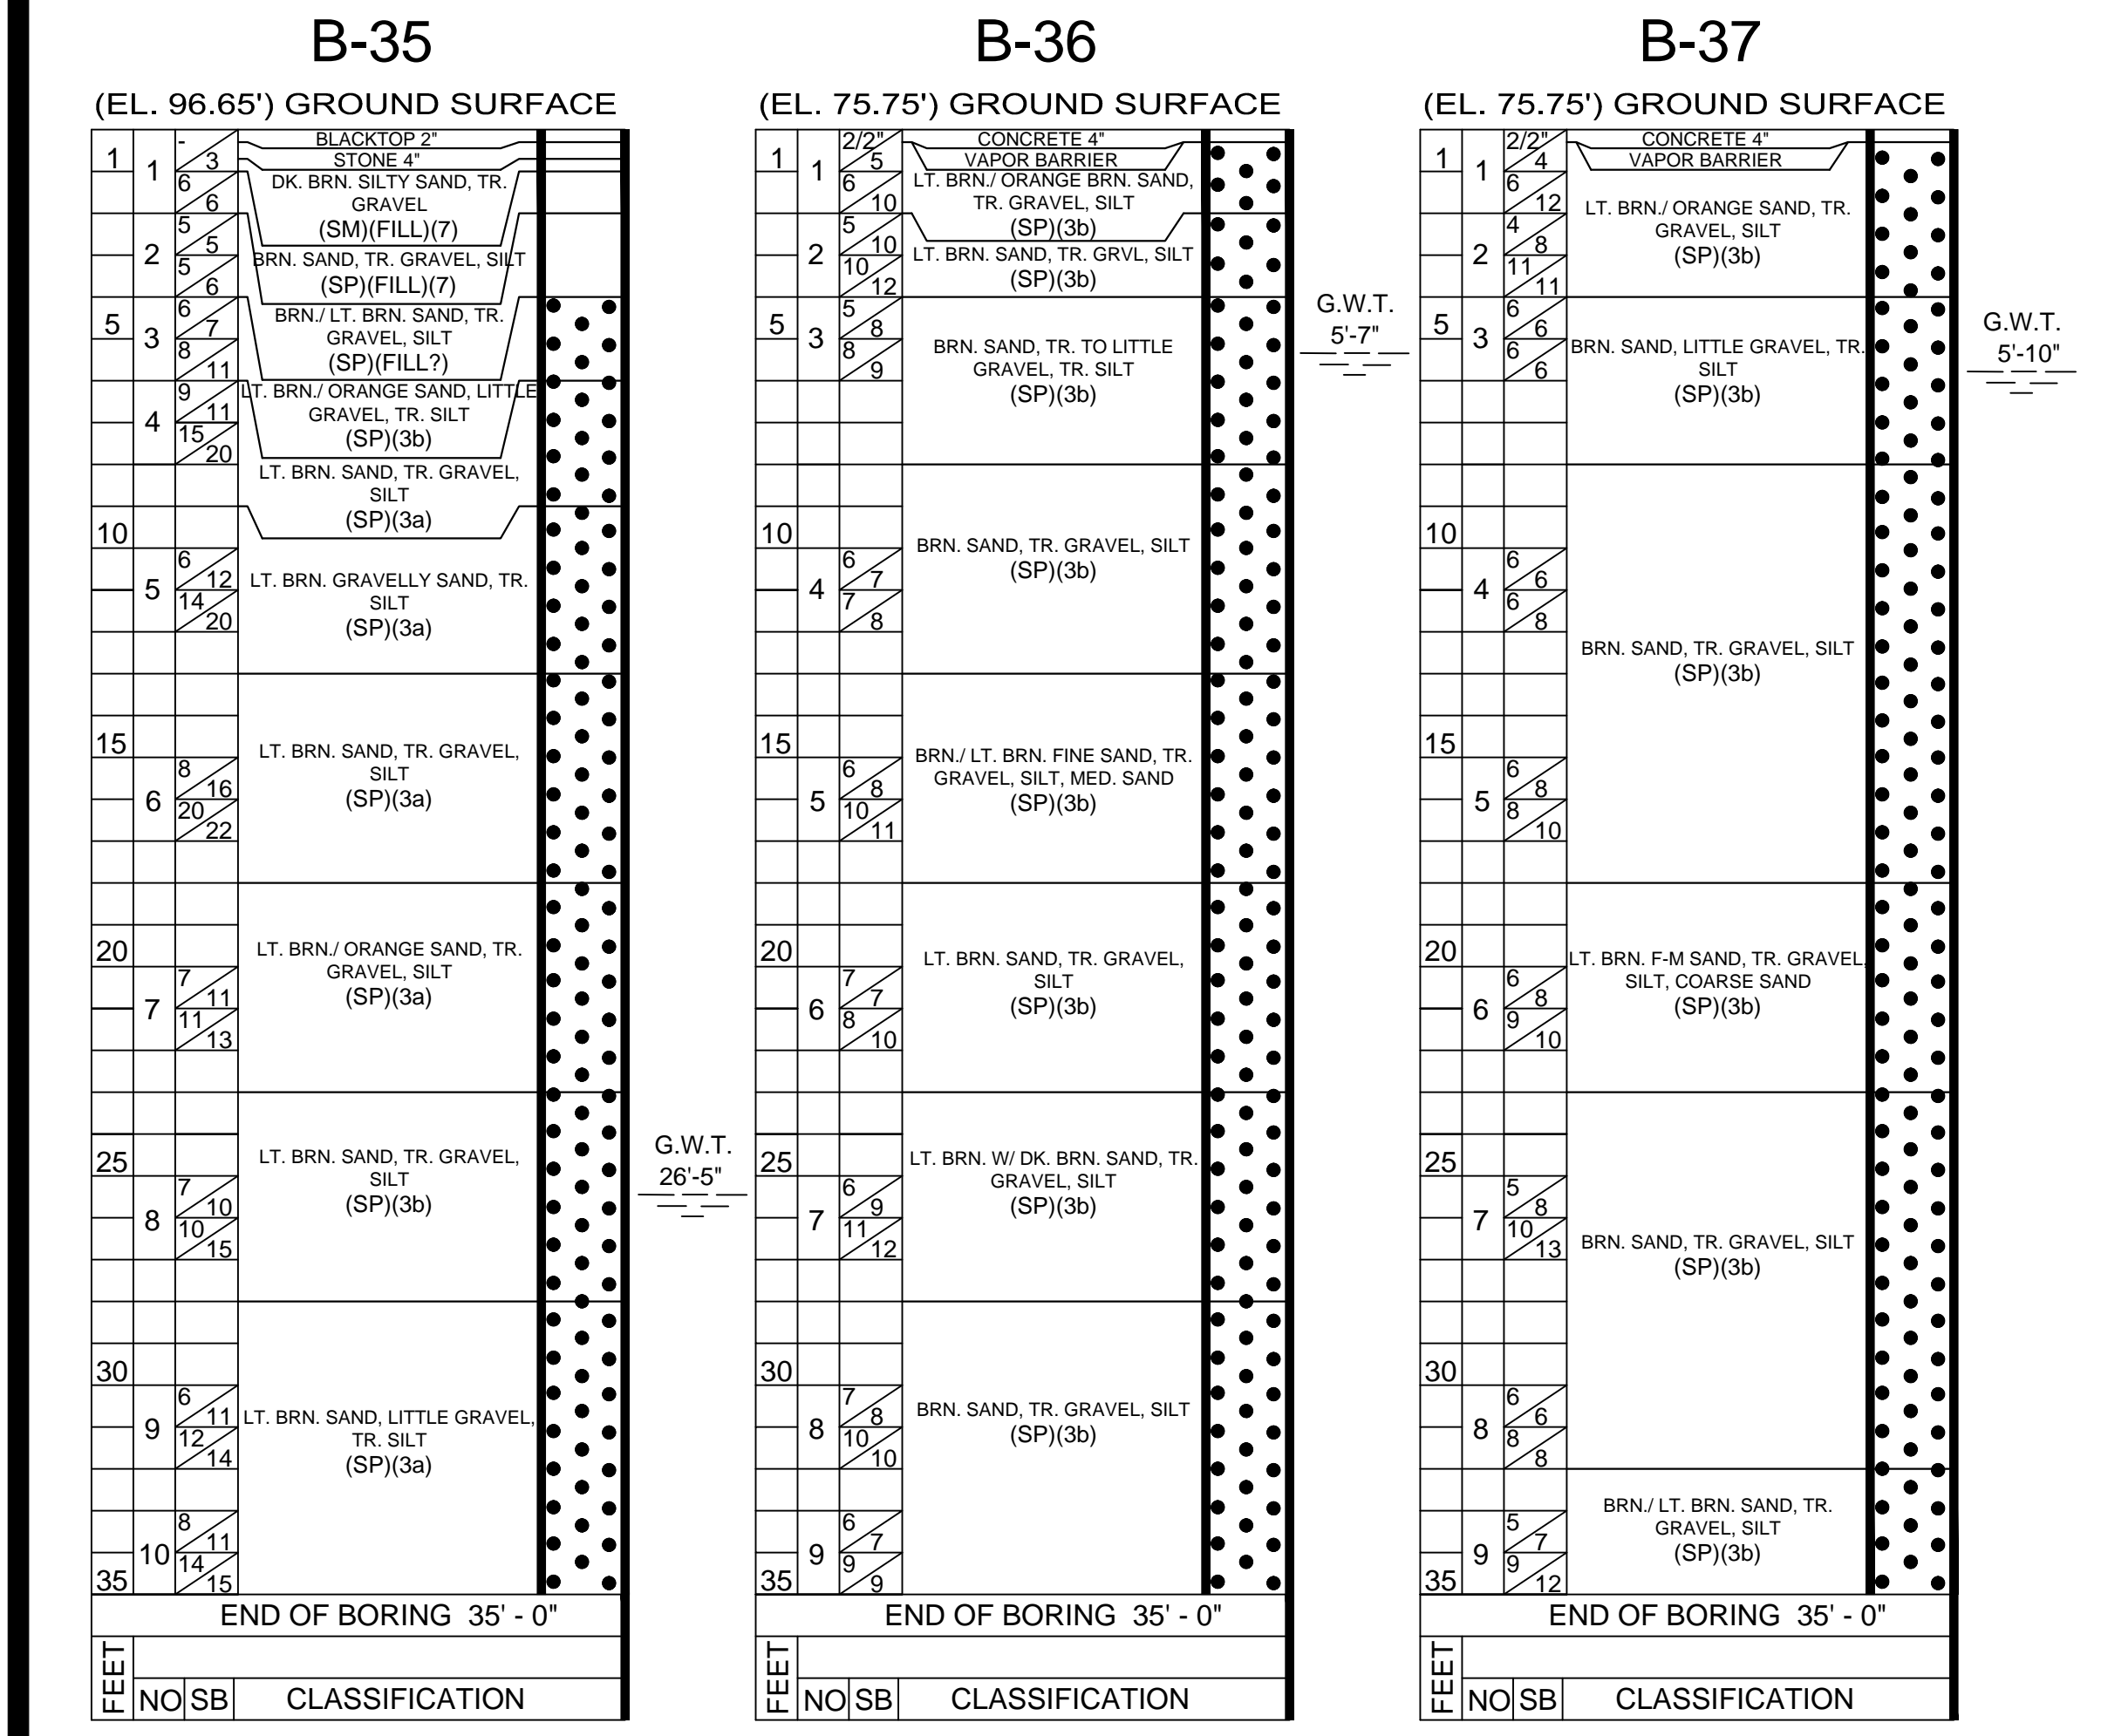 B-35
(EL. 96.65') GROUND SURFACE
1
1
-
3
BLACKTOP 2"
STONE 4"
6
6
DK. BRN. SILTY SAND, TR.
GRAVEL
(SM)(FILL)(7)
2
5
5
5
6
BRN. SAND, TR. GRAVEL, SILT
(SP)(FILL)(7)
5
3
6
7
8
11
BRN./ LT. BRN. SAND, TR.
GRAVEL, SILT
(SP)(FILL?)
4
9
11
15
20
LT. BRN./ ORANGE SAND, LITTLE
GRAVEL, TR. SILT
(SP)(3b)
LT. BRN. SAND, TR. GRAVEL,
SILT
(SP)(3a)
10
5
6
12
14
20
LT. BRN. GRAVELLY SAND, TR.
SILT
(SP)(3a)
15
6
8
16
20
22
LT. BRN. SAND, TR. GRAVEL,
SILT
(SP)(3a)
20
7
7
11
11
13
LT. BRN./ ORANGE SAND, TR.
GRAVEL, SILT
(SP)(3a)
25
8
7
10
10
15
LT. BRN. SAND, TR. GRAVEL,
SILT
(SP)(3b)
G.W.T.
26'-5"
30
9
6
11
12
14
LT. BRN. SAND, LITTLE GRAVEL,
TR. SILT
(SP)(3a)
10
8
11
14
15
35
END OF BORING 35' - 0"
FEET
NO SB CLASSIFICATION
B-36
(EL. 75.75') GROUND SURFACE
1
1
2/2"
5
CONCRETE 4"
VAPOR BARRIER
6
10
LT. BRN./ ORANGE BRN. SAND,
TR. GRAVEL, SILT
(SP)(3b)
2
5
10
10
12
LT. BRN. SAND, TR. GRVL, SILT
(SP)(3b)
5
3
5
8
8
9
BRN. SAND, TR. TO LITTLE
GRAVEL, TR. SILT
(SP)(3b)
G.W.T.
5'-7"
10
4
6
7
7
8
BRN. SAND, TR. GRAVEL, SILT
(SP)(3b)
15
5
6
8
10
11
BRN./ LT. BRN. FINE SAND, TR.
GRAVEL, SILT, MED. SAND
(SP)(3b)
20
6
7
7
8
10
LT. BRN. SAND, TR. GRAVEL,
SILT
(SP)(3b)
25
7
6
9
11
12
LT. BRN. W/ DK. BRN. SAND, TR.
GRAVEL, SILT
(SP)(3b)
30
8
7
8
10
10
BRN. SAND, TR. GRAVEL, SILT
(SP)(3b)
9
6
7
9
9
35
END OF BORING 35' - 0"
FEET
NO SB CLASSIFICATION
B-37
(EL. 75.75') GROUND SURFACE
1
1
2/2"
4
CONCRETE 4"
VAPOR BARRIER
6
12
LT. BRN./ ORANGE SAND, TR.
GRAVEL, SILT
(SP)(3b)
2
4
8
11
11
5
3
6
6
6
6
BRN. SAND, LITTLE GRAVEL, TR.
SILT
(SP)(3b)
G.W.T.
5'-10"
10
4
6
6
6
8
BRN. SAND, TR. GRAVEL, SILT
(SP)(3b)
15
5
6
8
8
10
20
6
6
8
9
10
LT. BRN. F-M SAND, TR. GRAVEL,
SILT, COARSE SAND
(SP)(3b)
25
7
5
8
10
13
BRN. SAND, TR. GRAVEL, SILT
(SP)(3b)
30
8
6
6
8
8
9
5
7
9
12
BRN./ LT. BRN. SAND, TR.
GRAVEL, SILT
(SP)(3b)
35
END OF BORING 35' - 0"
FEET
NO SB CLASSIFICATION